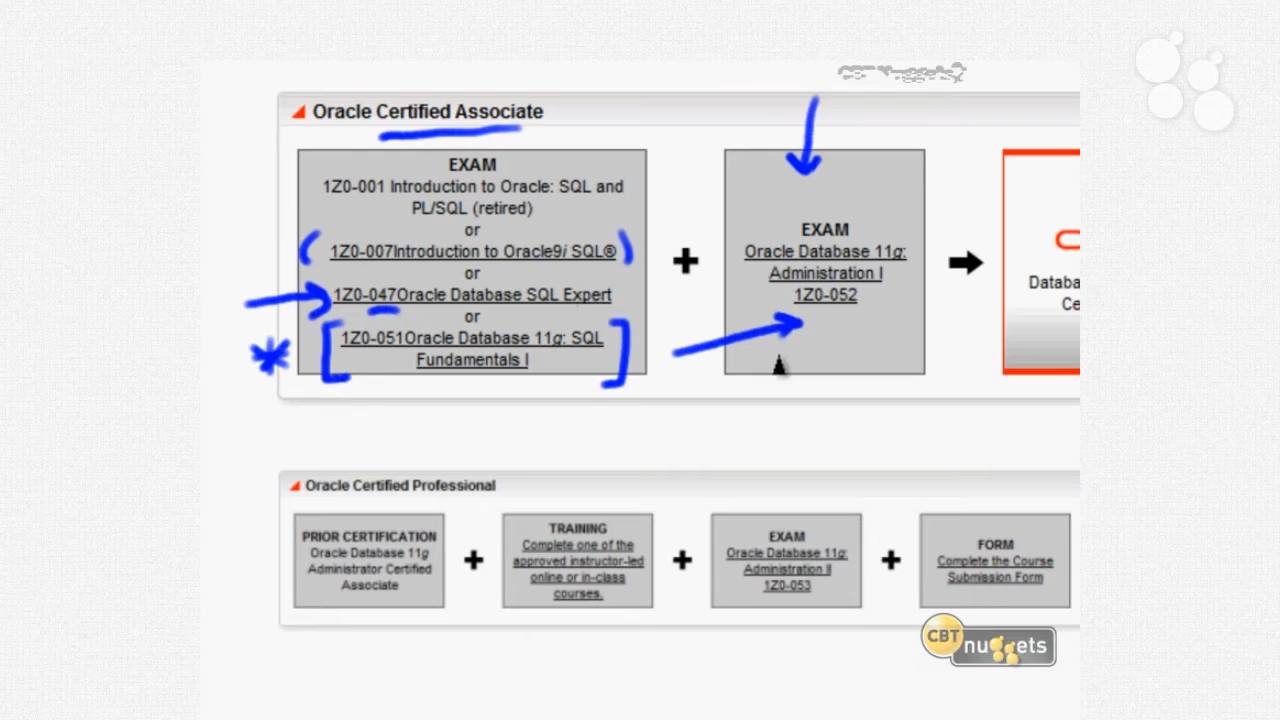 Oracle Certified Associate
EXAM
1Z0-001 Introduction to Oracle: SQL and
PL/SQL (retired)
or
1Z0-007Introduction to Oracle9i SQL®
or
1Z0-047Oracle Database SQL Expert
or
1Z0-051Oracle Database 11g: SQL
Fundamentals I
+
EXAM
Oracle Database 11g:
Administration I
1Z0-052
Oracle Certified Professional
PRIOR CERTIFICATION
Oracle Database 11g
Administrator Certified
Associate
+
TRAINING
Complete one of the
approved instructor-led
online or in-class
courses.
+
EXAM
Oracle Database 11g:
Administration II
1Z0-053
+
FORM
Complete the Course
Submission Form
CBT nuggets